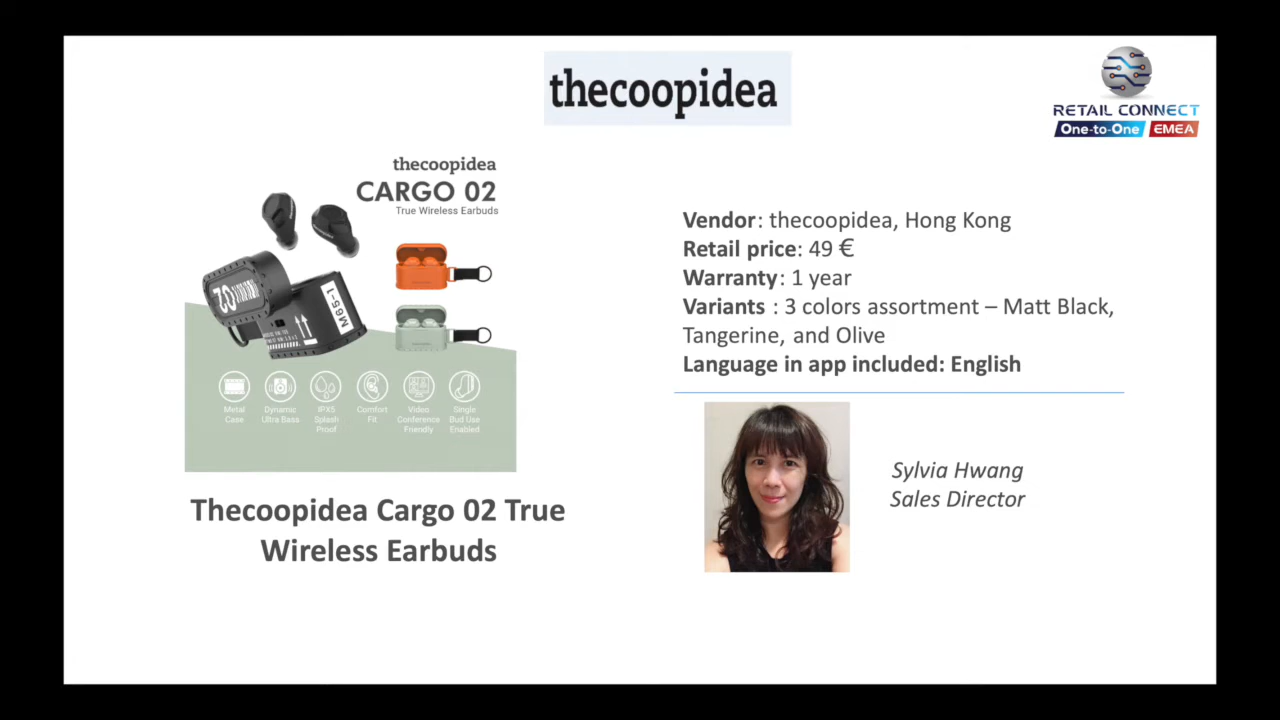 thecoopidea
RETAIL CONNECT
One-to-One EMEA
thecoopidea
CARGO 02
True Wireless Earbuds
02
M6S-1
Metal Case
Dynamic Ultra Bass
IPX5 Splash Proof
Comfort Fit
Video Conference Friendly
Single Bud Use Enabled
Thecoopidea Cargo 02 True
Wireless Earbuds
Vendor: thecoopidea, Hong Kong
Retail price: 49 €
Warranty: 1 year
Variants : 3 colors assortment – Matt Black,
Tangerine, and Olive
Language in app included: English
Sylvia Hwang
Sales Director